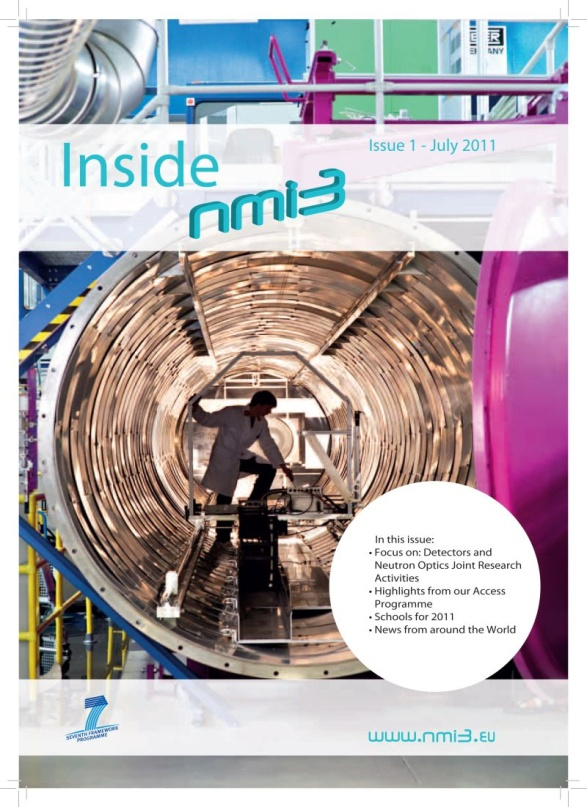 Inside
nmi3
Issue 1 - July 2011
In this issue:
• Focus on: Detectors and
Neutron Optics Joint Research
Activities
• Highlights from our Access
Programme
• Schools for 2011
• News from around the World
SEVENTH FRAMEWORK
PROGRAMME
www.nmi3.EU